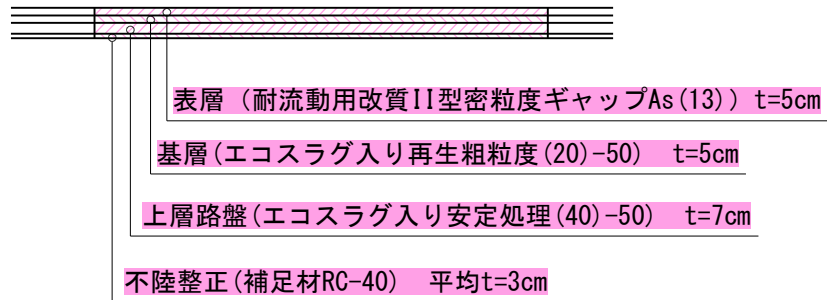 表層 (耐流動用改質II型密粒度ギャップAs(13)) t=5cm
基層(エコスラグ入り再生粗粒度(20)-50) t=5cm
上層路盤(エコスラグ入り安定処理(40)-50) t=7cm
不陸整正(補足材RC-40) 平均t=3cm